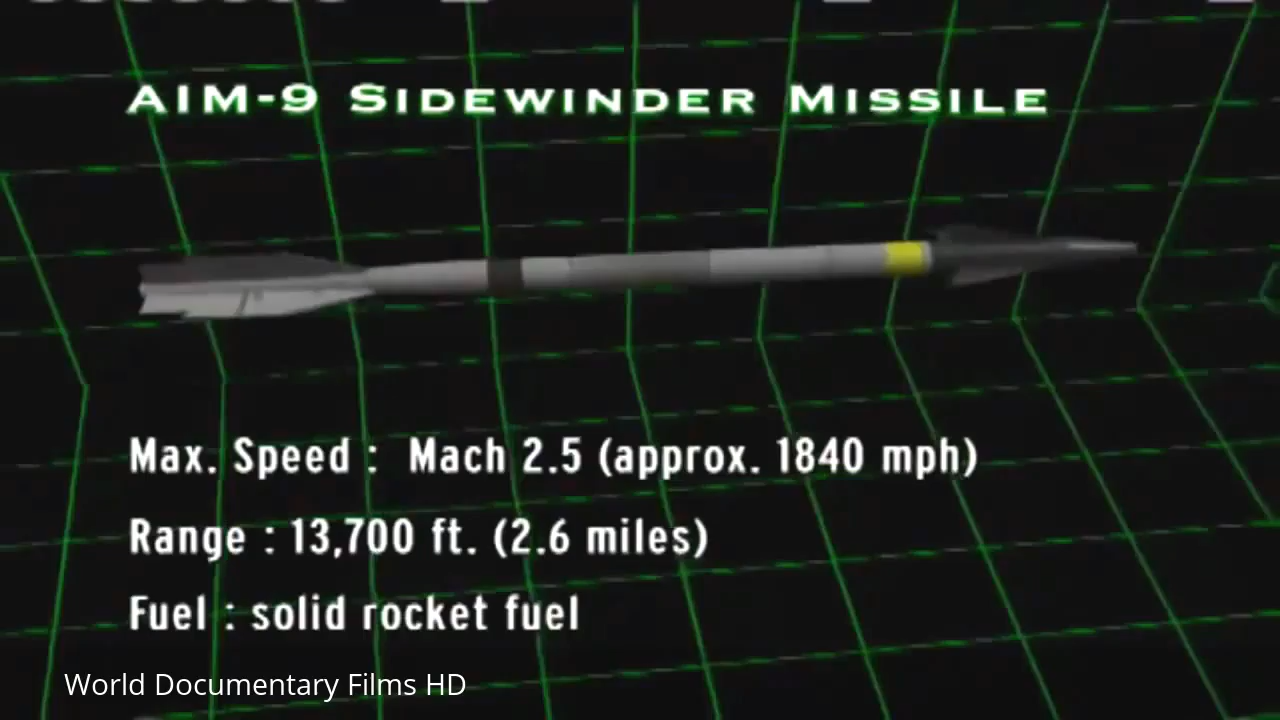 AIM-9 SIDEWINDER MISSILE
Max. Speed : Mach 2.5 (approx. 1840 mph)
Range : 13,700 ft. (2.6 miles)
Fuel : solid rocket fuel
World Documentary Films HD